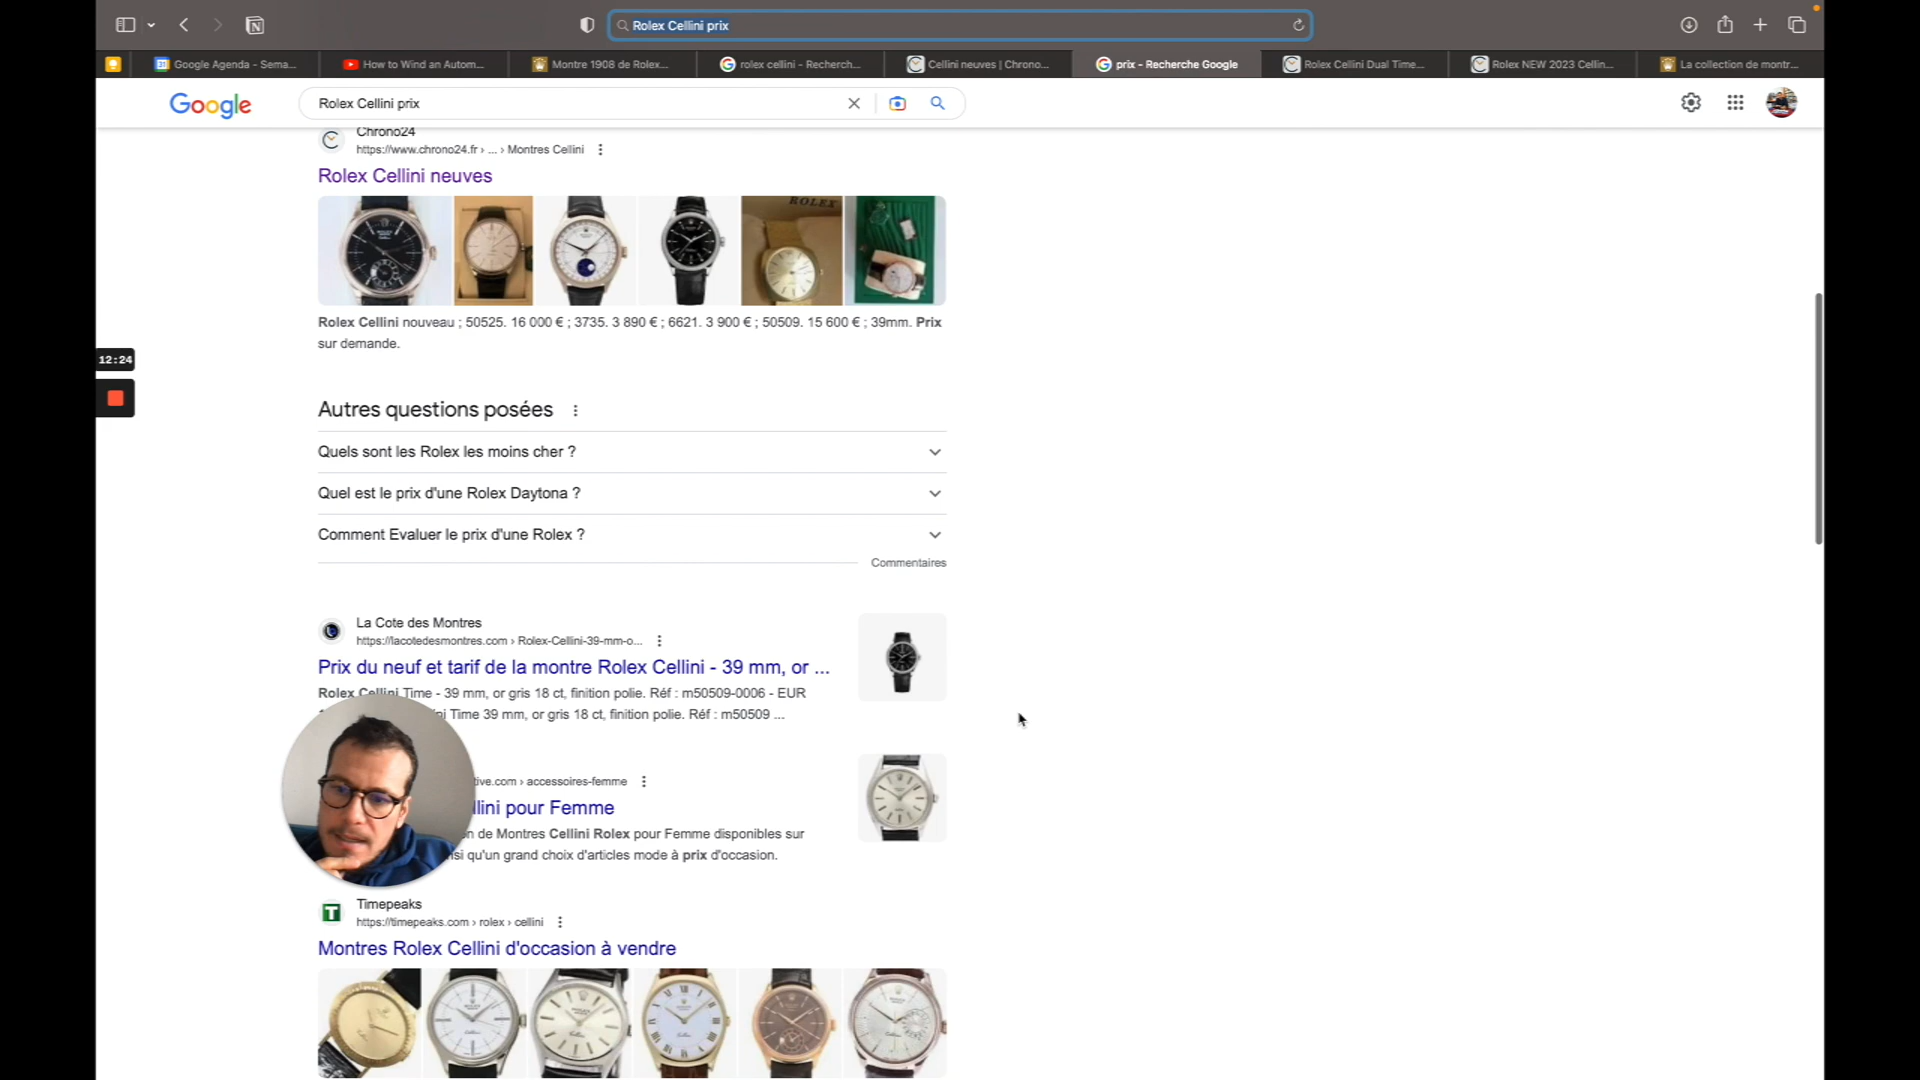 Rolex Cellini prix
Google Agenda - Sema...
How to Wind an Autom...
Montre 1908 de Rolex...
rolex cellini - Recherch...
Cellini neuves | Chrono...
prix - Recherche Google
Rolex Cellini Dual Time...
Rolex NEW 2023 Cellin...
La collection de montr...
Google
Rolex Cellini prix
Chrono24
https://www.chrono24.fr › ... › Montres Cellini
Rolex Cellini neuves
ROLEX
Rolex Cellini nouveau ; 50525. 16 000 € ; 3735. 3 890 € ; 6621. 3 900 € ; 50509. 15 600 € ; 39mm. Prix
sur demande.
12:24
Autres questions posées
Quels sont les Rolex les moins cher ?
Quel est le prix d'une Rolex Daytona ?
Comment Evaluer le prix d'une Rolex ?
Commentaires
La Cote des Montres
https://lacotedesmontres.com › Rolex-Cellini-39-mm-o...
Prix du neuf et tarif de la montre Rolex Cellini - 39 mm, or ...
Rolex Cellini Time - 39 mm, or gris 18 ct, finition polie. Réf : m50509-0006 - EUR
ni Time 39 mm, or gris 18 ct, finition polie. Réf : m50509 ...
tive.com › accessoires-femme
llini pour Femme
n de Montres Cellini Rolex pour Femme disponibles sur
si qu'un grand choix d'articles mode à prix d'occasion.
Timepeaks
https://timepeaks.com › rolex › cellini
Montres Rolex Cellini d'occasion à vendre